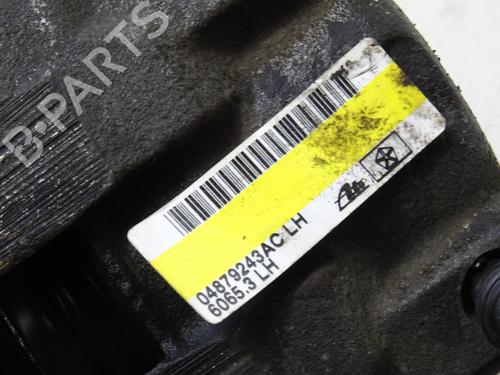 B-PARTS
04879243AC LH
6065.3 LH
Ate